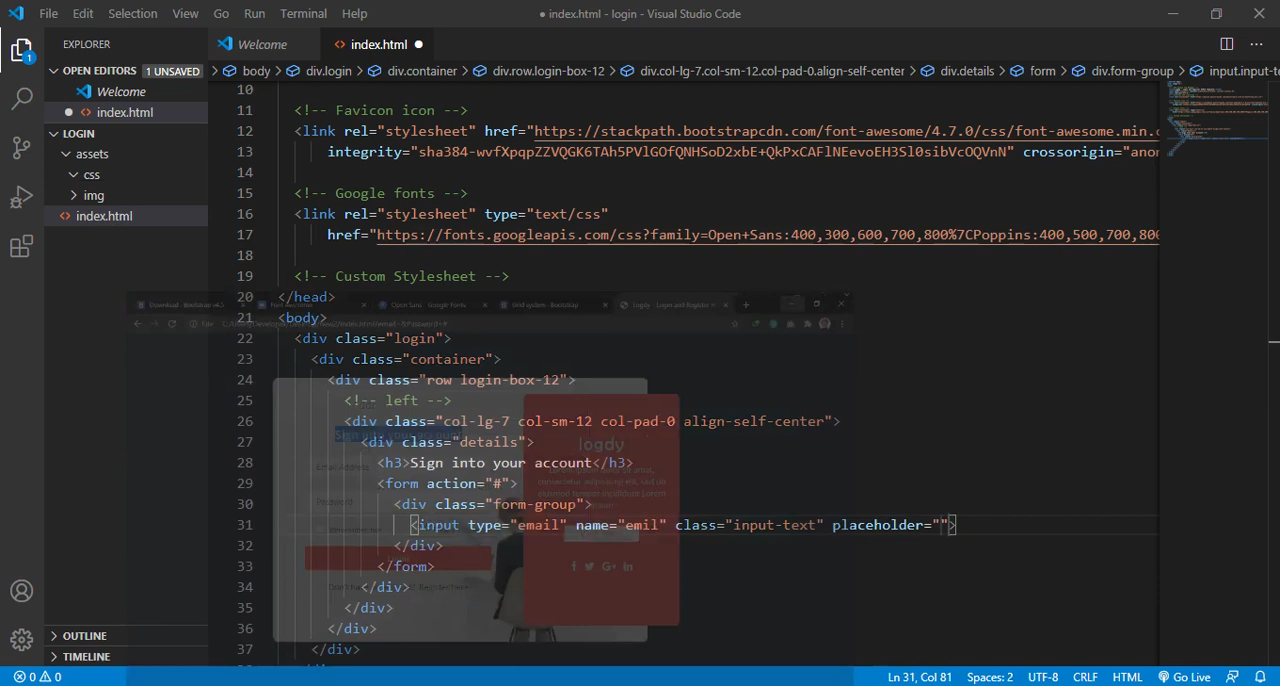 File Edit Selection View Go Run Terminal Help
● index.html - login - Visual Studio Code
EXPLORER
Welcome
index.html
OPEN EDITORS 1 UNSAVED
body div.login div.container div.row.login-box-12 div.col-lg-7.col-sm-12.col-pad-0.align-self-center div.details form div.form-group input.input-t
Welcome
index.html
LOGIN
assets
css
img
index.html
OUTLINE
TIMELINE
10
11 <!-- Favicon icon -->
12 <link rel="stylesheet" href="https://stackpath.bootstrapcdn.com/font-awesome/4.7.0/css/font-awesome.min.c
13 integrity="sha384-wvfXpqpZZVQGK6TAh5PVlGOfQNHSoD2xbE+QkPxCAFlNEevoEH3Sl0sibVcOQVnN" crossorigin="anon
14
15 <!-- Google fonts -->
16 <link rel="stylesheet" type="text/css"
17 href="https://fonts.googleapis.com/css?family=Open+Sans:400,300,600,700,800%7CPoppins:400,500,700,800
18
19 <!-- Custom Stylesheet -->
20 </head>
21 <body>
22 <div class="login">
23 <div class="container">
24 <div class="row login-box-12">
25 <!-- left -->
26 <div class="col-lg-7 col-sm-12 col-pad-0 align-self-center">
27 <div class="details">
28 <h3>Sign into your account</h3>
29 <form action="#">
30 <div class="form-group">
31 <input type="email" name="emil" class="input-text" placeholder="">
32 </div>
33 </form>
34 </div>
35 </div>
36 </div>
37 </div>
logdy
Email Address
Password
0 0
Ln 31, Col 81 Spaces: 2 UTF-8 CRLF HTML Go Live